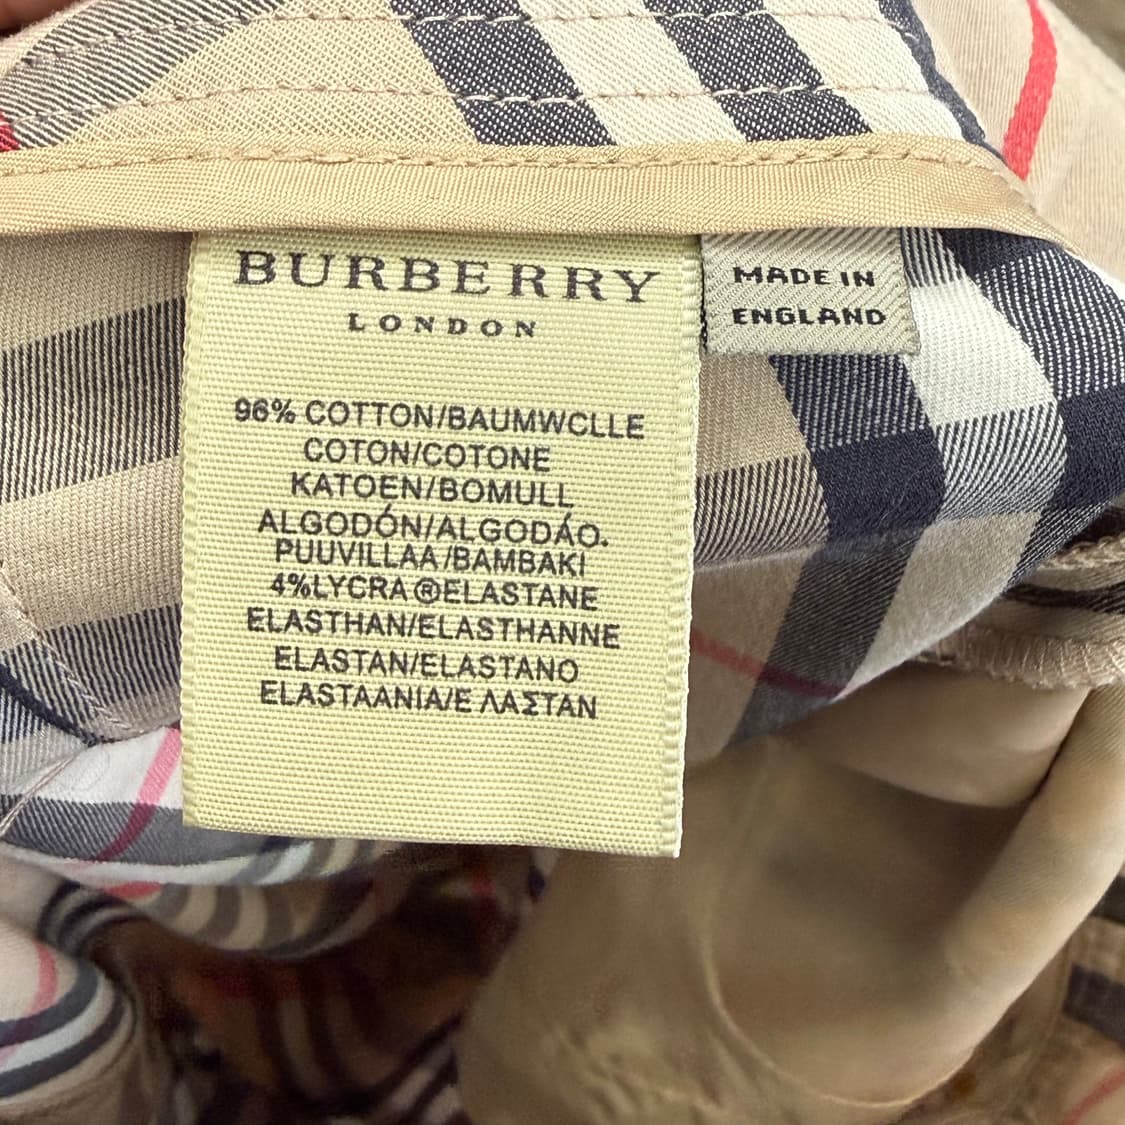 BURBERRY
LONDON
MADE IN
ENGLAND
96% COTTON/BAUMWCLLE
COTON/COTONE
KATOEN/BOMULL
ALGODÓN/ALGODÁO.
PUUVILLAA/BAMBAKI
4%LYCRA®ELASTANE
ELASTHAN/ELASTHANNE
ELASTAN/ELASTANO
ELASTAANIA/E ΛΑΣΤΑΝ